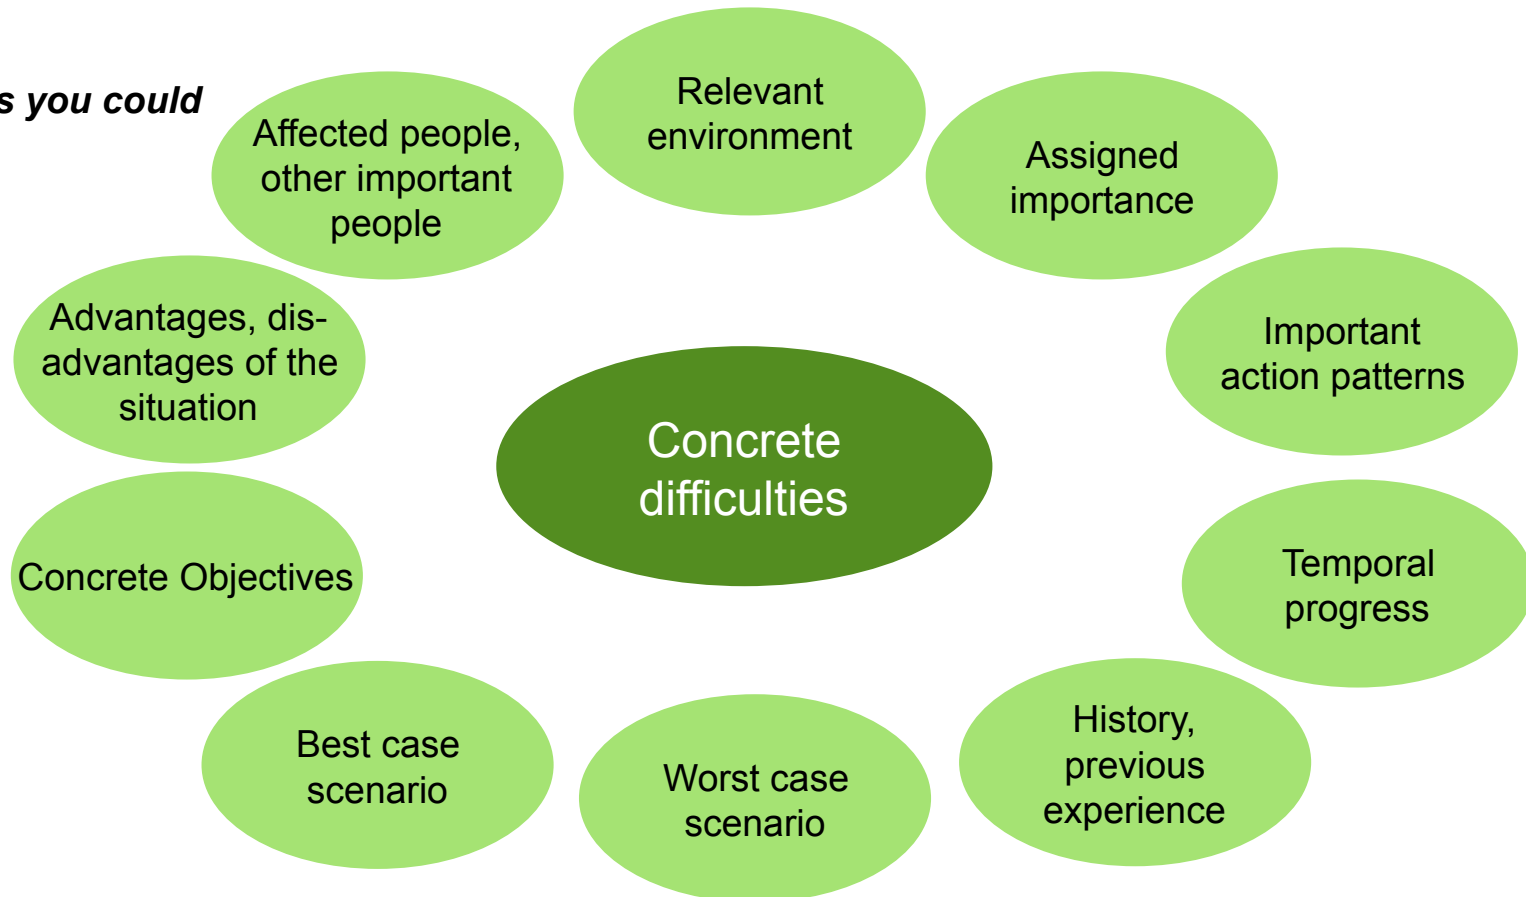 s you could
Relevant
environment
Affected people,
other important
people
Assigned
importance
Advantages, dis-
advantages of the
situation
Important
action patterns
Concrete
difficulties
Concrete Objectives
Temporal
progress
Best case
scenario
Worst case
scenario
History,
previous
experience